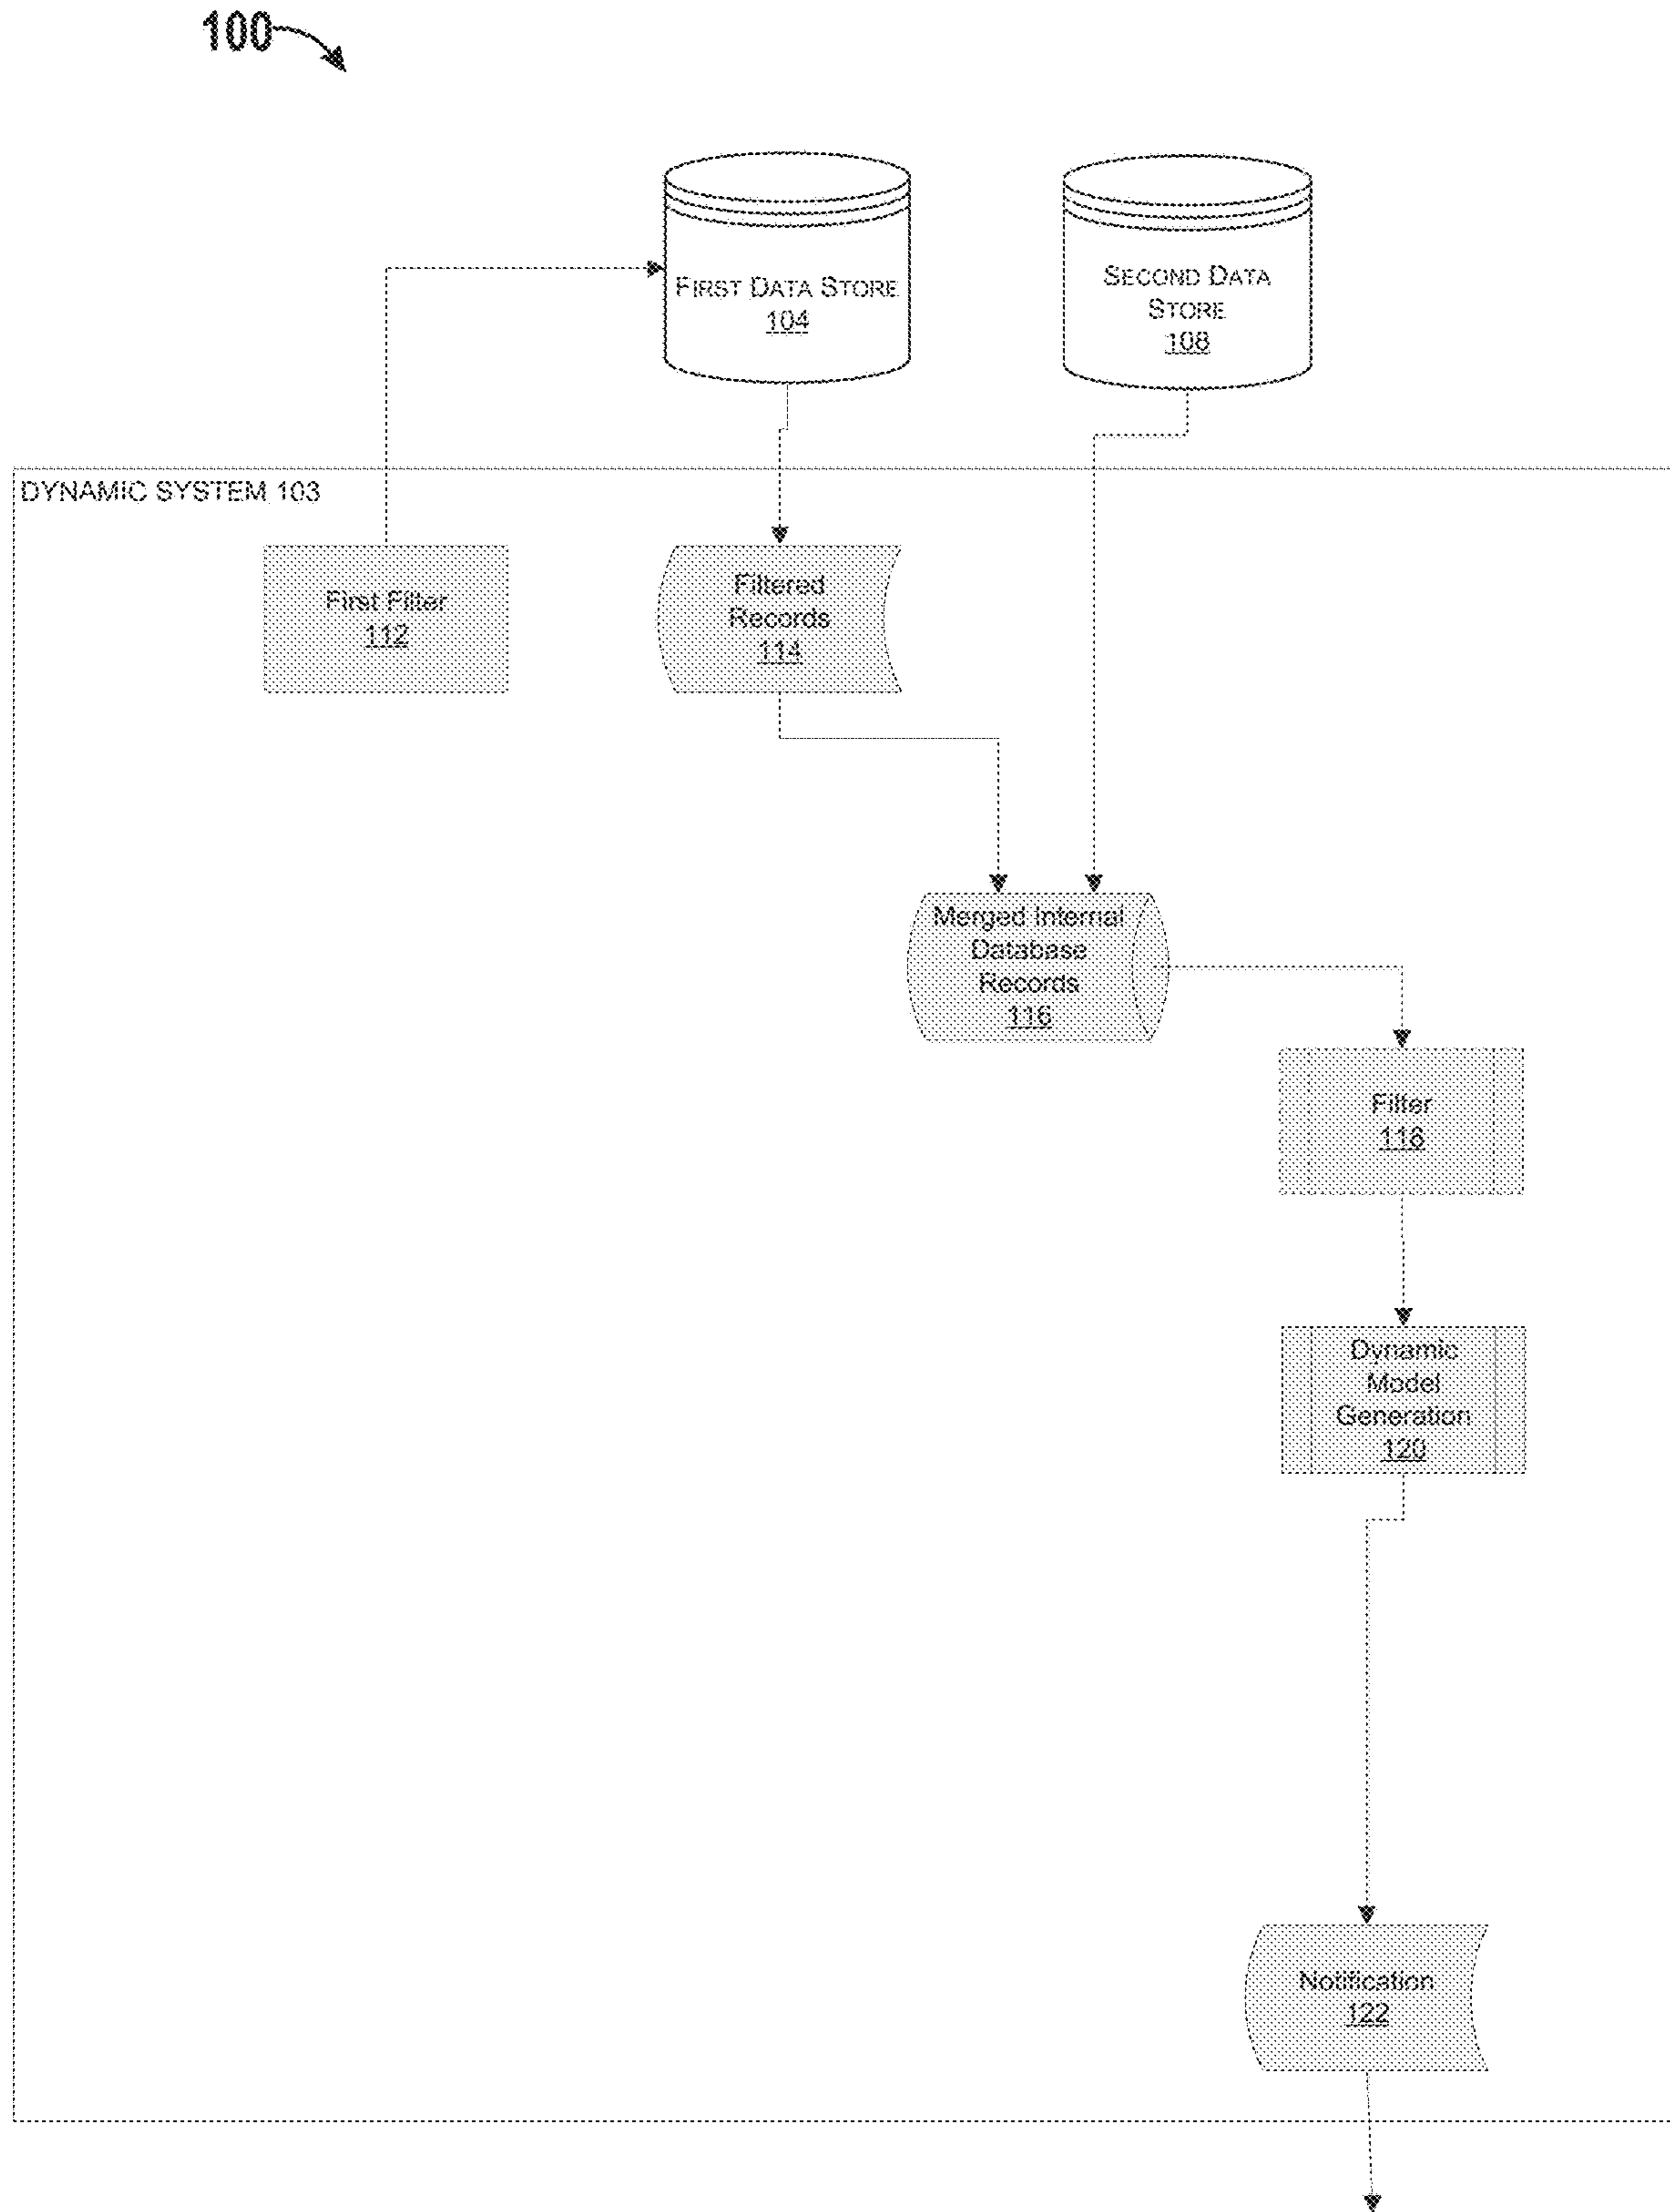 100
FIRST DATA STORE
104
SECOND DATA
STORE
108
DYNAMIC SYSTEM 103
First Filter
112
Filtered
Records
114
Merged Internal
Database
Records
116
Filter
118
Dynamic
Model
Generation
120
Notification
122